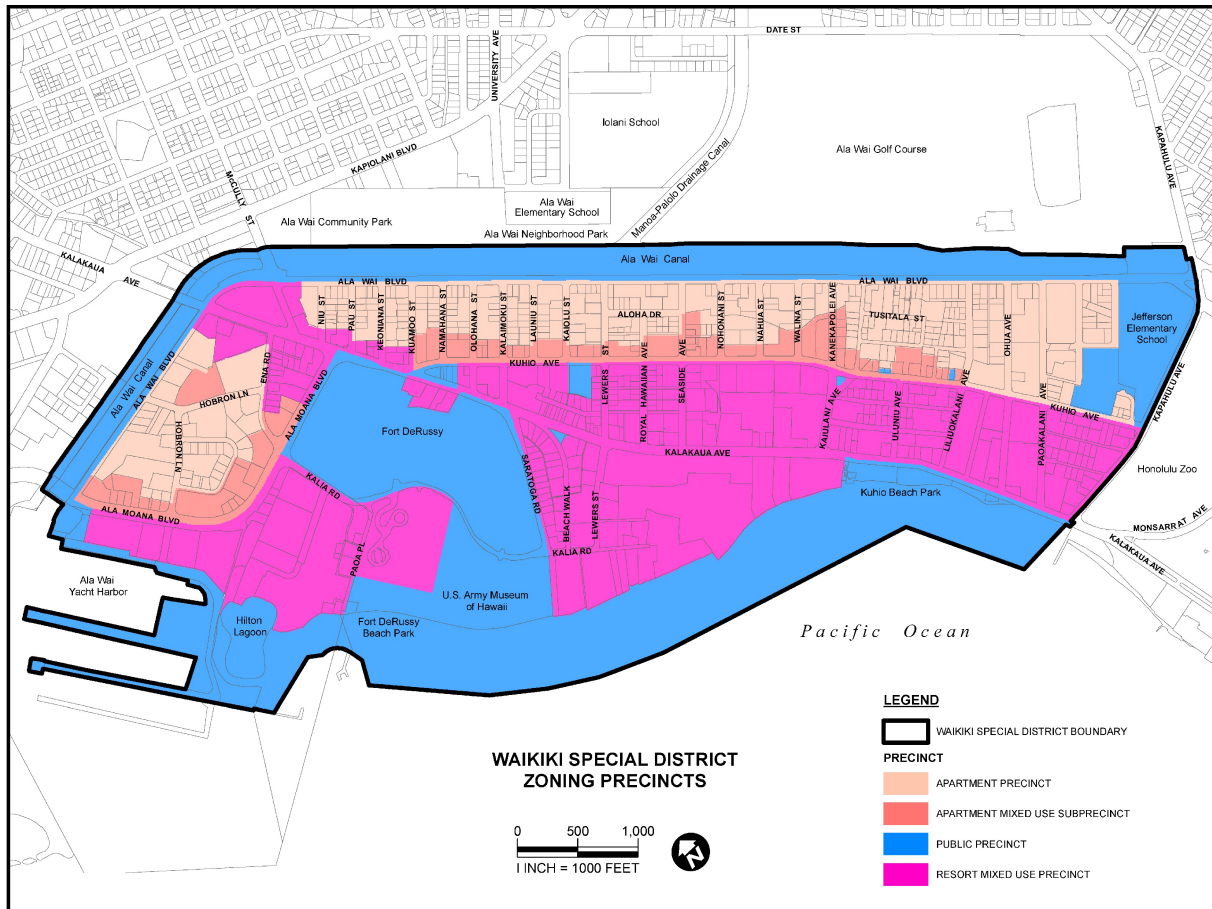 DATE ST
UNIVERSITY AVE
Iolani School
KAPIOLANI BLVD
Ala Wai Golf Course
KAPAHULU AVE
McCULLY ST
Manoa-Palolo Drainage Canal
Ala Wai
Elementary School
Ala Wai Community Park
Ala Wai Neighborhood Park
KALAKAUA AVE
Ala Wai Canal
ALA WAI BLVD
ALA WAI BLVD
NIU ST
PAU ST
KEONIANA ST
KUAMOO ST
NAMAHANA ST
OLOHANA ST
KALAIMOKU ST
LAUNIU ST
KAIOLU ST
ALOHA DR
NOHONANI ST
NAHUA ST
WALINA ST
KANEKAPOLEI AVE
TUSITALA ST
OHUA AVE
Jefferson
Elementary
School
Ala Wai Canal
ALA WAI BLVD
ENA RD
HOBRON LN
HOBRON LN
ALA MOANA BLVD
KUHIO AVE
LEWERS ST
ROYAL HAWAIIAN AVE
SEASIDE AVE
KAIULANI AVE
ULUNIU AVE
LILIUOKALANI AVE
PAOAKALANI AVE
KUHIO AVE
KAPAHULU AVE
Fort DeRussy
KALAKAUA AVE
SARATOGA RD
BEACH WALK
LEWERS ST
KALIA RD
KALIA RD
PAOA PL
ALA MOANA BLVD
Kuhio Beach Park
Honolulu Zoo
MONSARRAT AVE
KALAKAUA AVE
Ala Wai
Yacht Harbor
Hilton
Lagoon
U.S. Army Museum
of Hawaii
Fort DeRussy
Beach Park
Pacific Ocean
WAIKIKI SPECIAL DISTRICT
ZONING PRECINCTS
0 500 1,000
I INCH = 1000 FEET
N
LEGEND
WAIKIKI SPECIAL DISTRICT BOUNDARY
PRECINCT
APARTMENT PRECINCT
APARTMENT MIXED USE SUBPRECINCT
PUBLIC PRECINCT
RESORT MIXED USE PRECINCT